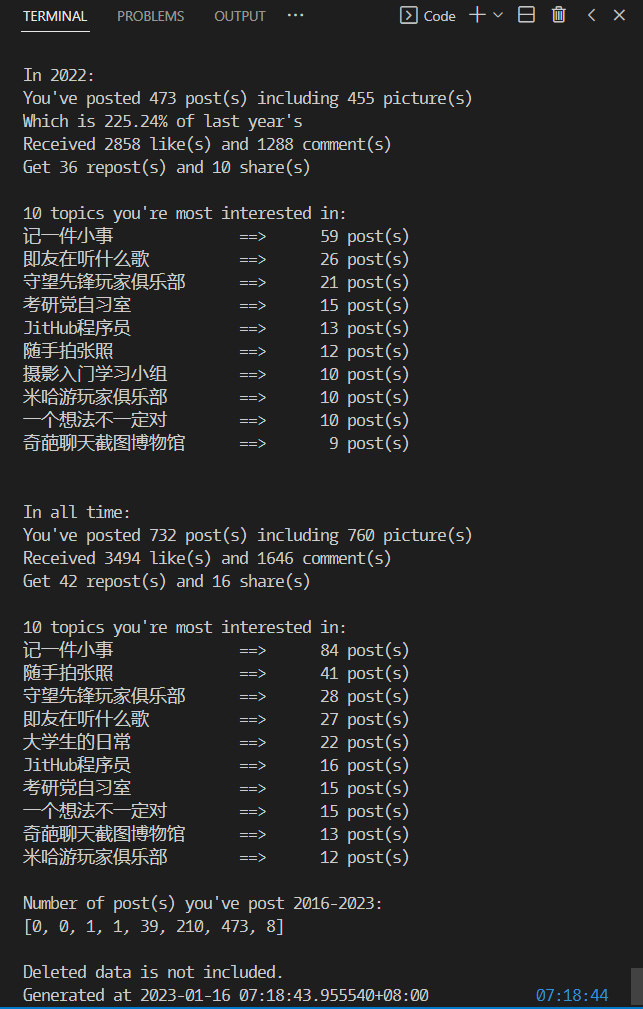 TERMINAL PROBLEMS OUTPUT ··· Code
In 2022:
You've posted 473 post(s) including 455 picture(s)
Which is 225.24% of last year's
Received 2858 like(s) and 1288 comment(s)
Get 36 repost(s) and 10 share(s)
10 topics you're most interested in:
记一件小事 ==> 59 post(s)
即友在听什么歌 ==> 26 post(s)
守望先锋玩家俱乐部 ==> 21 post(s)
考研党自习室 ==> 15 post(s)
JitHub程序员 ==> 13 post(s)
随手拍张照 ==> 12 post(s)
摄影入门学习小组 ==> 10 post(s)
米哈游玩家俱乐部 ==> 10 post(s)
一个想法不一定对 ==> 10 post(s)
奇葩聊天截图博物馆 ==> 9 post(s)
In all time:
You've posted 732 post(s) including 760 picture(s)
Received 3494 like(s) and 1646 comment(s)
Get 42 repost(s) and 16 share(s)
10 topics you're most interested in:
记一件小事 ==> 84 post(s)
随手拍张照 ==> 41 post(s)
守望先锋玩家俱乐部 ==> 28 post(s)
即友在听什么歌 ==> 27 post(s)
大学生的日常 ==> 22 post(s)
JitHub程序员 ==> 16 post(s)
考研党自习室 ==> 15 post(s)
一个想法不一定对 ==> 15 post(s)
奇葩聊天截图博物馆 ==> 13 post(s)
米哈游玩家俱乐部 ==> 12 post(s)
Number of post(s) you've post 2016-2023:
[0, 0, 1, 1, 39, 210, 473, 8]
Deleted data is not included.
Generated at 2023-01-16 07:18:43.955540+08:00 07:18:44